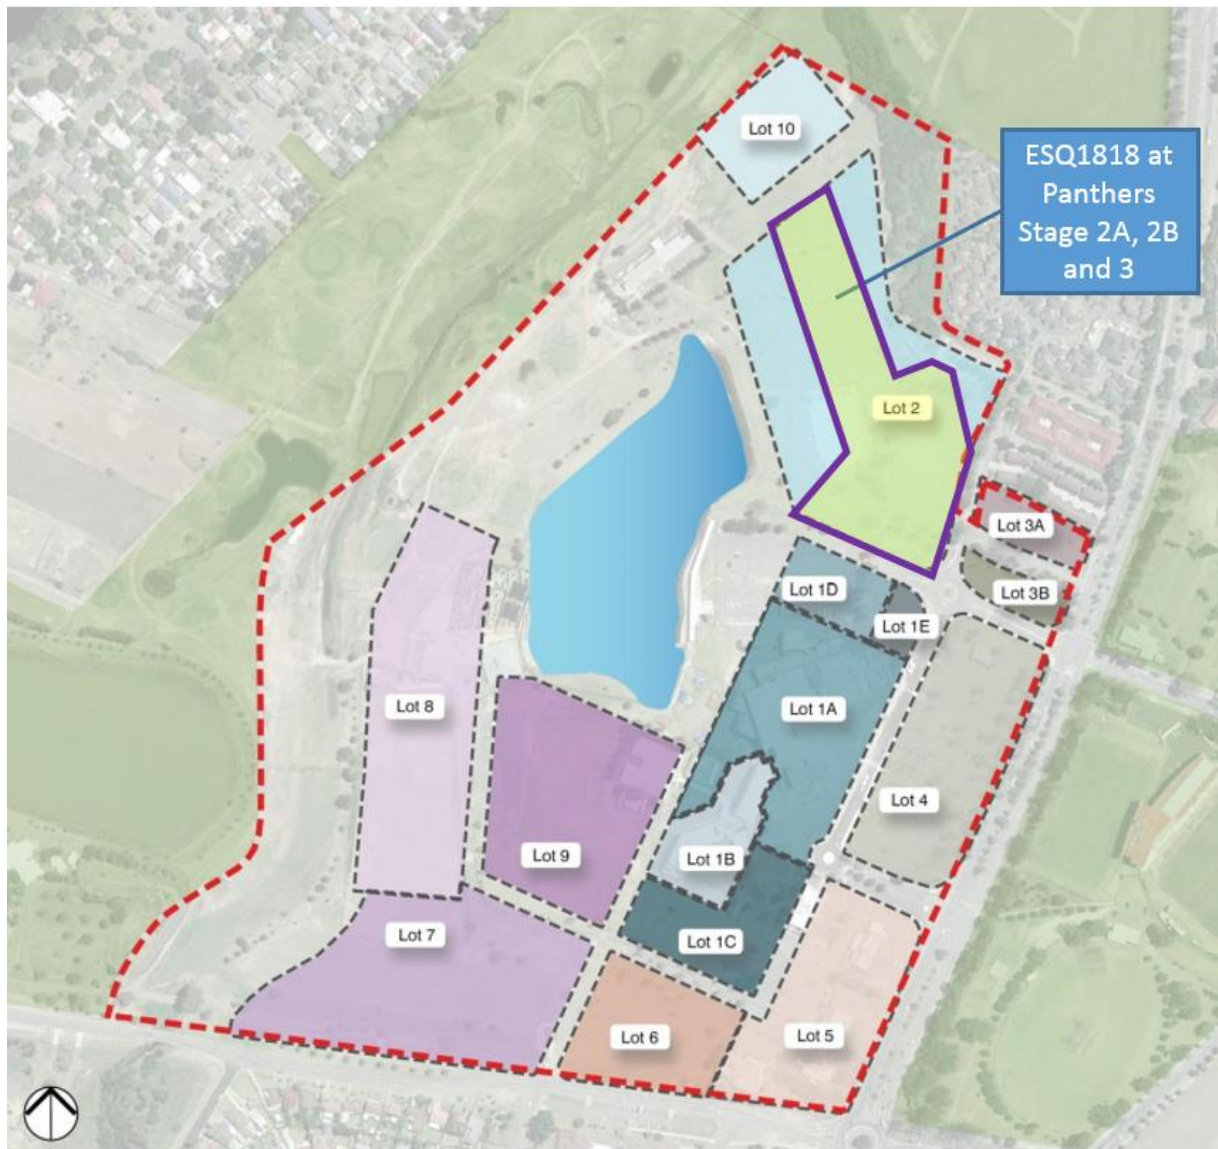 Lot 10
ESQ1818 at
Panthers
Stage 2A, 2B
and 3
Lot 2
Lot 3A
Lot 3B
Lot 1D
Lot 1E
Lot 8
Lot 1A
Lot 4
Lot 9
Lot 1B
Lot 7
Lot 1C
Lot 6
Lot 5